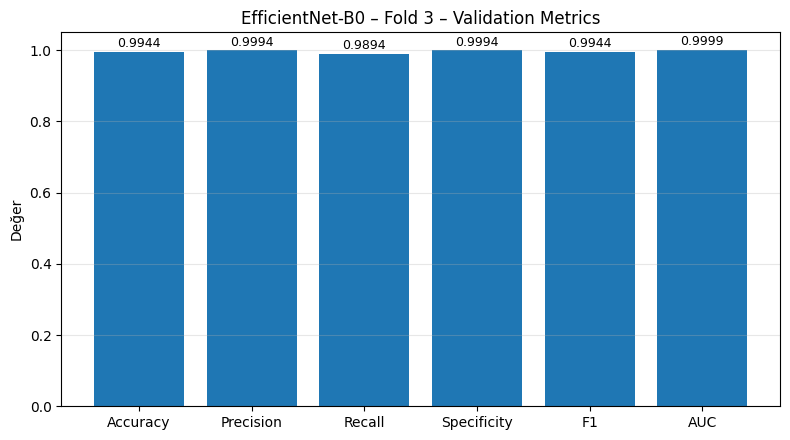 EfficientNet-B0 – Fold 3 – Validation Metrics
0.9944 0.9994 0.9894 0.9994 0.9944 0.9999
Değer
1.0
0.8
0.6
0.4
0.2
0.0
Accuracy Precision Recall Specificity F1 AUC